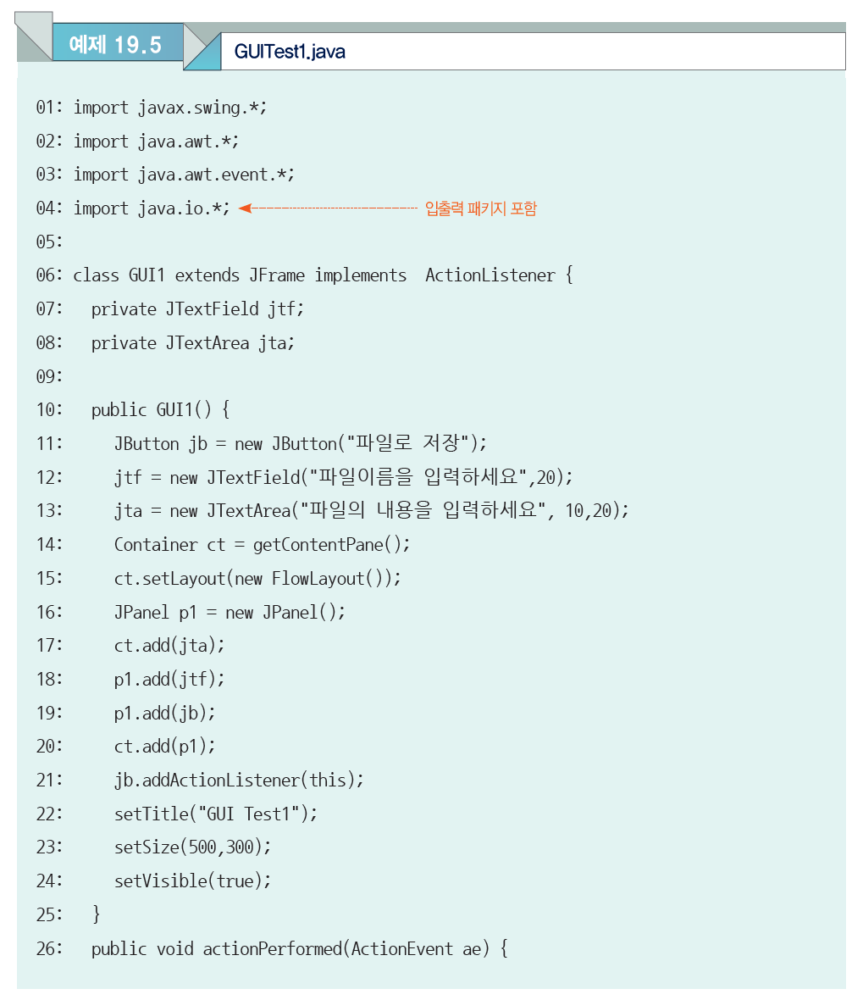 예제 19.5
GUITest1.java
01: import javax.swing.*;
02: import java.awt.*;
03: import java.awt.event.*;
04: import java.io.*; 입출력 패키지 포함
05:
06: class GUI1 extends JFrame implements  ActionListener {
07:   private JTextField jtf;
08:   private JTextArea jta;
09:
10:   public GUI1() {
11:     JButton jb = new JButton("파일로 저장");
12:     jtf = new JTextField("파일이름을 입력하세요",20);
13:     jta = new JTextArea("파일의 내용을 입력하세요", 10,20);
14:     Container ct = getContentPane();
15:     ct.setLayout(new FlowLayout());
16:     JPanel p1 = new JPanel();
17:     ct.add(jta);
18:     p1.add(jtf);
19:     p1.add(jb);
20:     ct.add(p1);
21:     jb.addActionListener(this);
22:     setTitle("GUI Test1");
23:     setSize(500,300);
24:     setVisible(true);
25:   }
26:   public void actionPerformed(ActionEvent ae) {